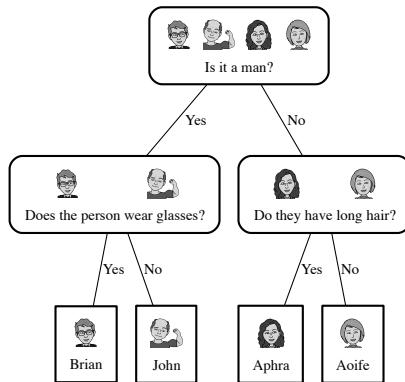 Is it a man?
Yes
No
Does the person wear glasses?
Do they have long hair?
Yes
No
Yes
No
Brian
John
Aphra
Aoife